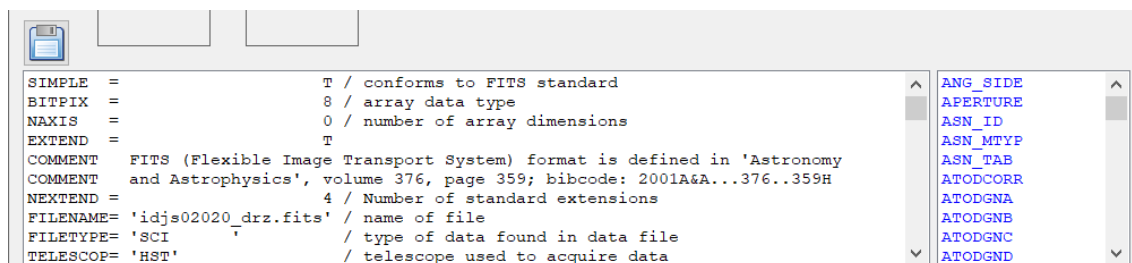 SIMPLE  =                    T / conforms to FITS standard
BITPIX  =                    8 / array data type
NAXIS   =                    0 / number of array dimensions
EXTEND  =                    T
COMMENT   FITS (Flexible Image Transport System) format is defined in 'Astronomy
COMMENT   and Astrophysics', volume 376, page 359; bibcode: 2001A&A...376..359H
NEXTEND =                    4 / Number of standard extensions
FILENAME= 'idjs02020_drz.fits' / name of file
FILETYPE= 'SCI      '          / type of data found in data file
TELESCOP= 'HST'                / telescope used to acquire data
ANG_SIDE
APERTURE
ASN_ID
ASN_MTYP
ASN_TAB
ATODCORR
ATODGNA
ATODGNB
ATODGNC
ATODGND